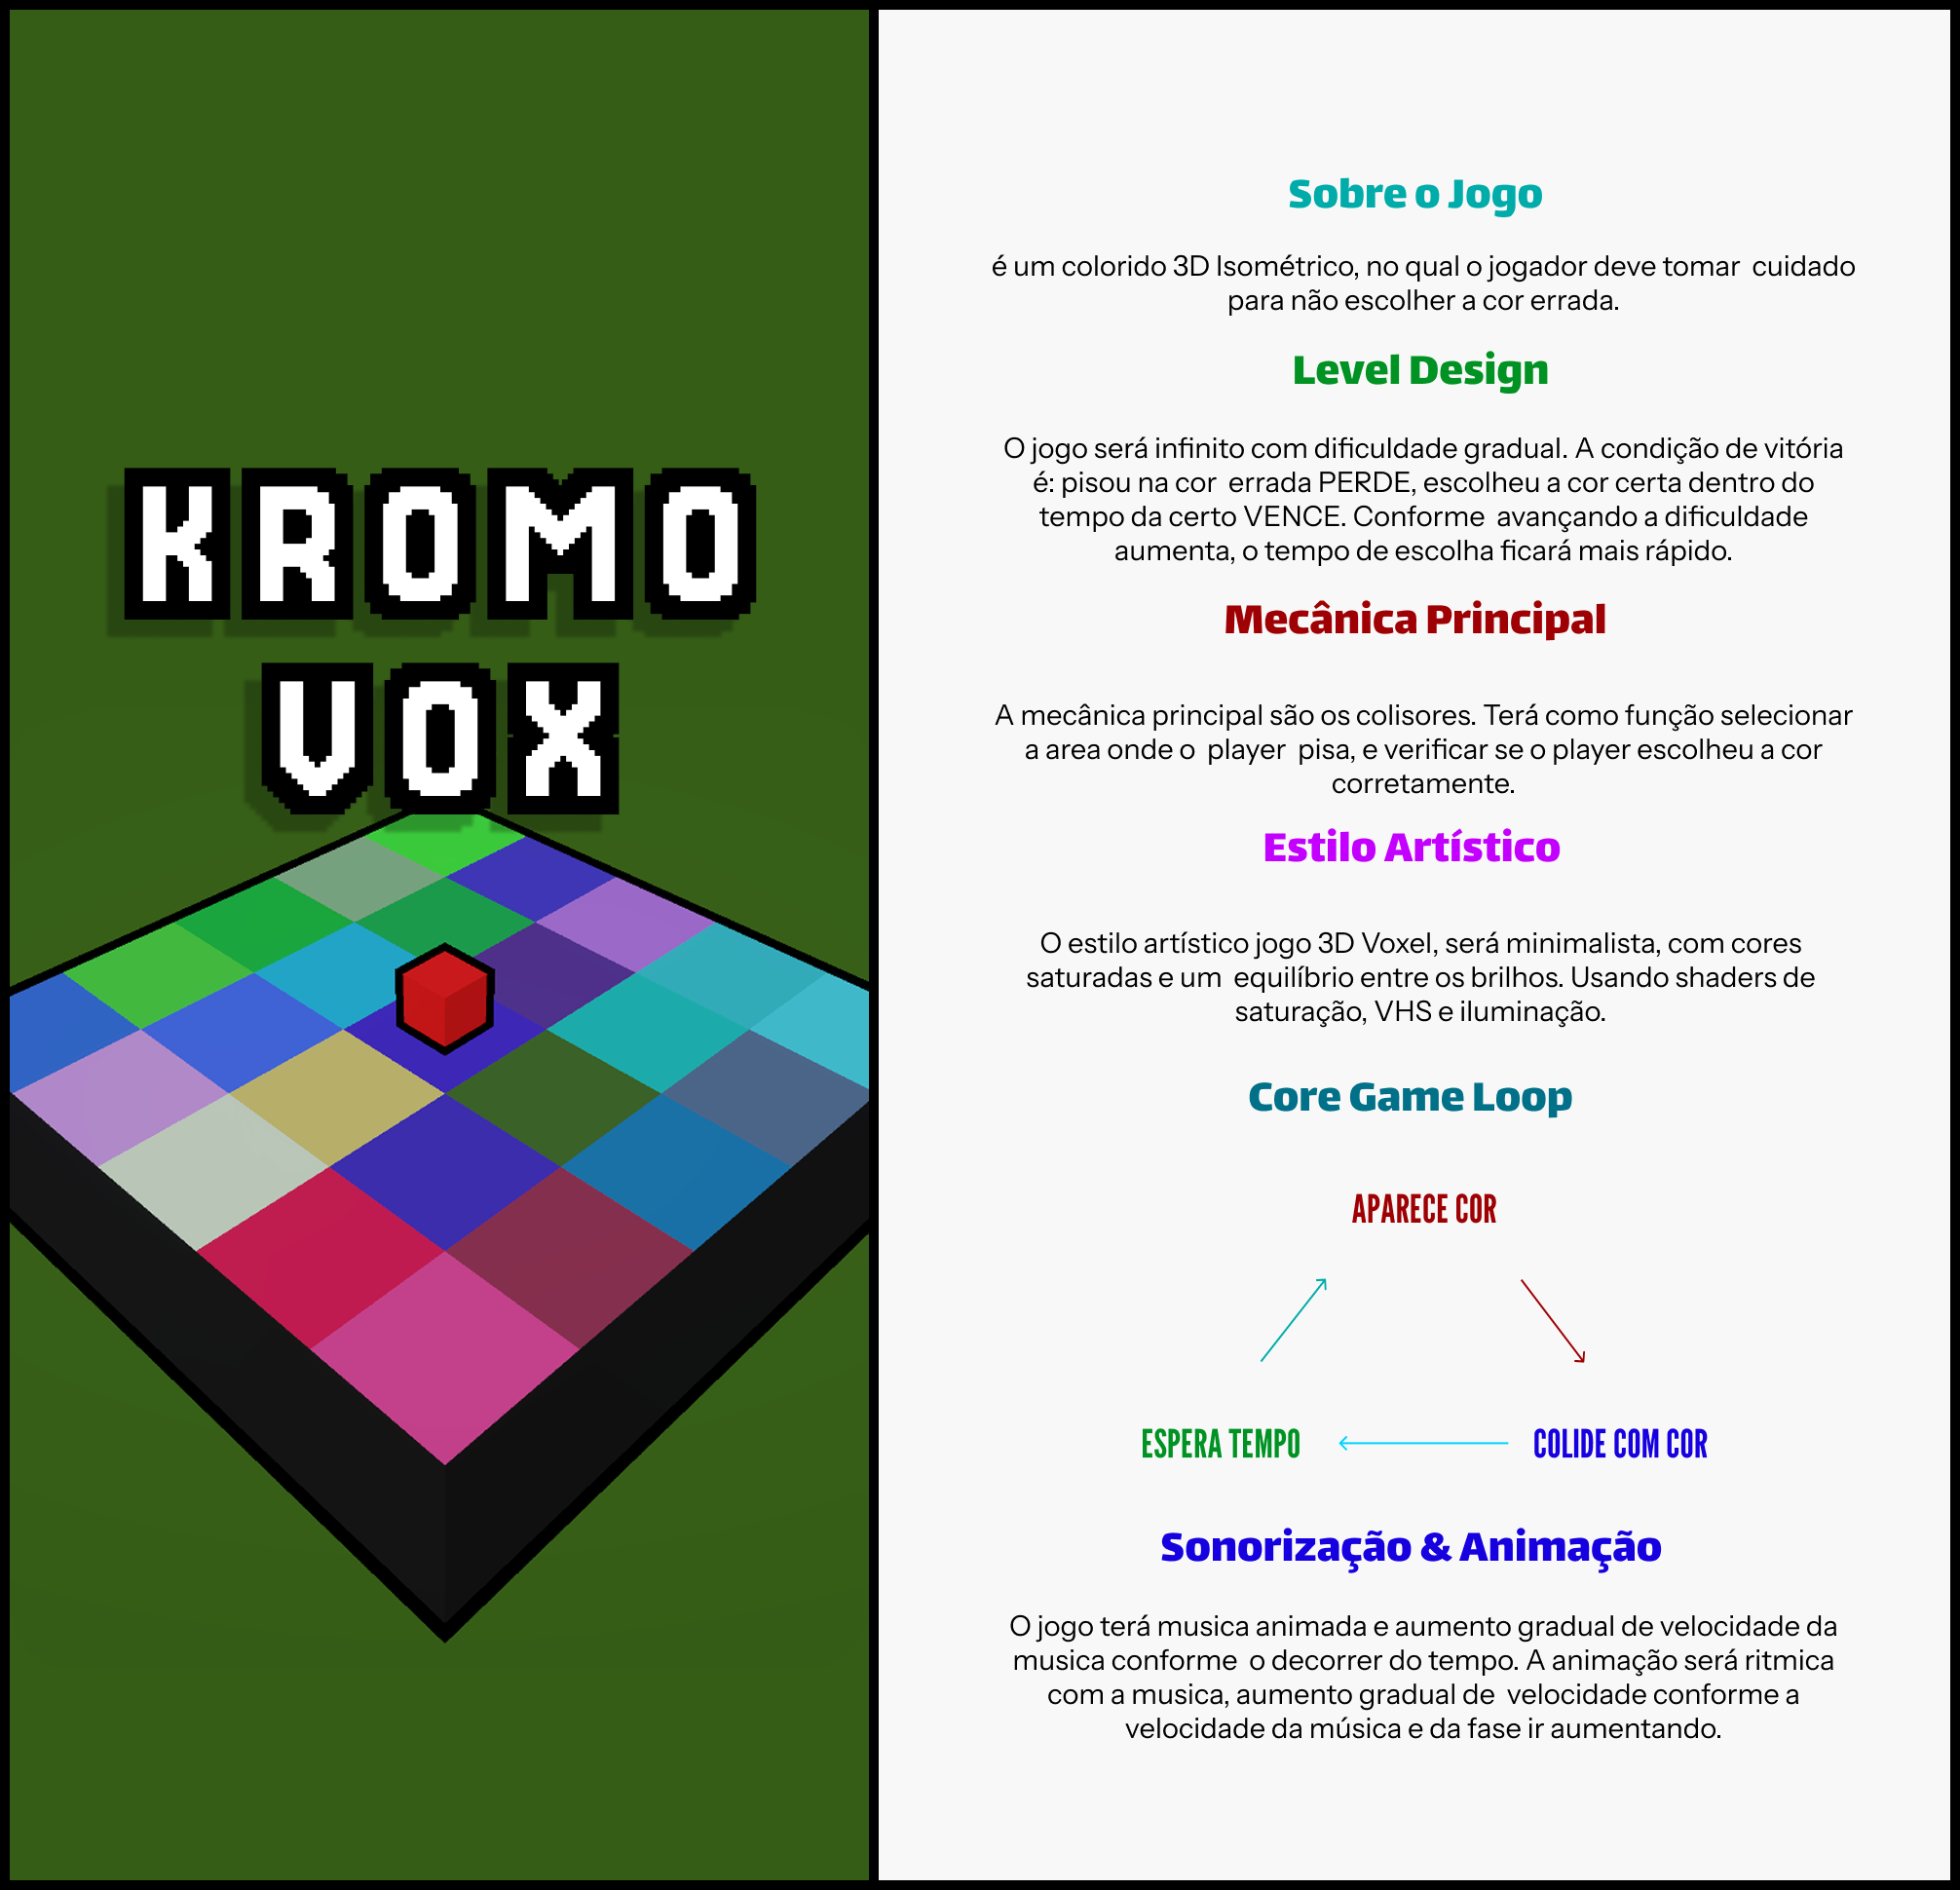 KROMO
VOX
Sobre o Jogo
é um colorido 3D Isométrico, no qual o jogador deve tomar  cuidado
para não escolher a cor errada.
Level Design
O jogo será infinito com dificuldade gradual. A condição de vitória
é: pisou na cor  errada PERDE, escolheu a cor certa dentro do
tempo da certo VENCE. Conforme  avançando a dificuldade
aumenta, o tempo de escolha ficará mais rápido.
Mecânica Principal
A mecânica principal são os colisores. Terá como função selecionar
a area onde o  player  pisa, e verificar se o player escolheu a cor
corretamente.
Estilo Artístico
O estilo artístico jogo 3D Voxel, será minimalista, com cores
saturadas e um  equilíbrio entre os brilhos. Usando shaders de
saturação, VHS e iluminação.
Core Game Loop
APARECE COR
ESPERA TEMPO
COLIDE COM COR
Sonorização & Animação
O jogo terá musica animada e aumento gradual de velocidade da
musica conforme  o decorrer do tempo. A animação será ritmica
com a musica, aumento gradual de  velocidade conforme a
velocidade da música e da fase ir aumentando.